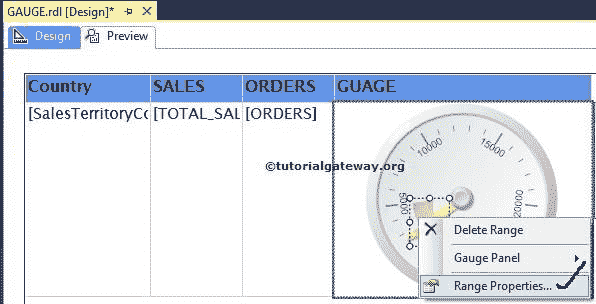 GAUGE.rdl [Design]*
Design Preview
Country SALES ORDERS GUAGE
[SalesTerritoryCo [TOTAL_SAL [ORDERS]
10000 15000
©tutorialgateway.org
5000 20000
Delete Range
Gauge Panel
Range Properties...